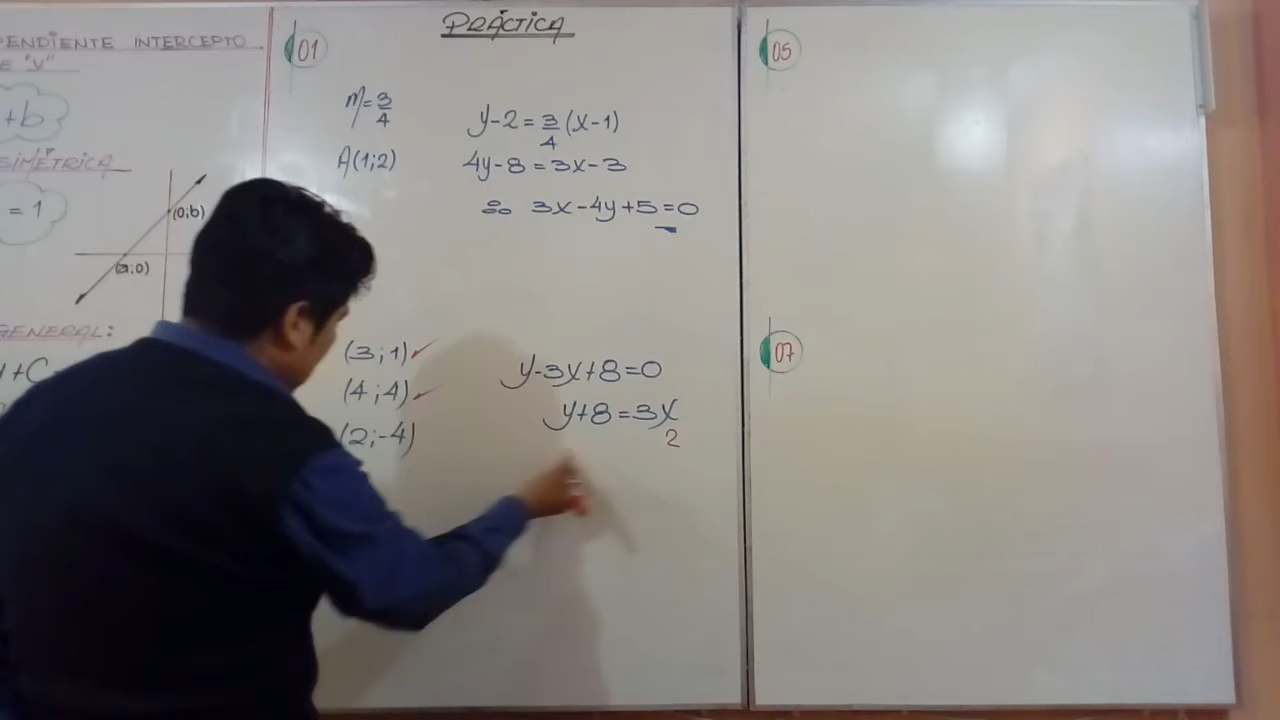 PENDIENTE INTERCEPTO
E "Y"
+b
SIMÉTRICA
= 1
(0;b)
(a;0)
GENERAL:
y+C
PRÁCTICA
01
M=3/4
A(1;2)
y-2=3/4(x-1)
4y-8=3x-3
∴ 3x-4y+5=0
(3;1)✓
(4;4)✓
(2;-4)
y-3x+8=0
y+8=3x
2
05
07